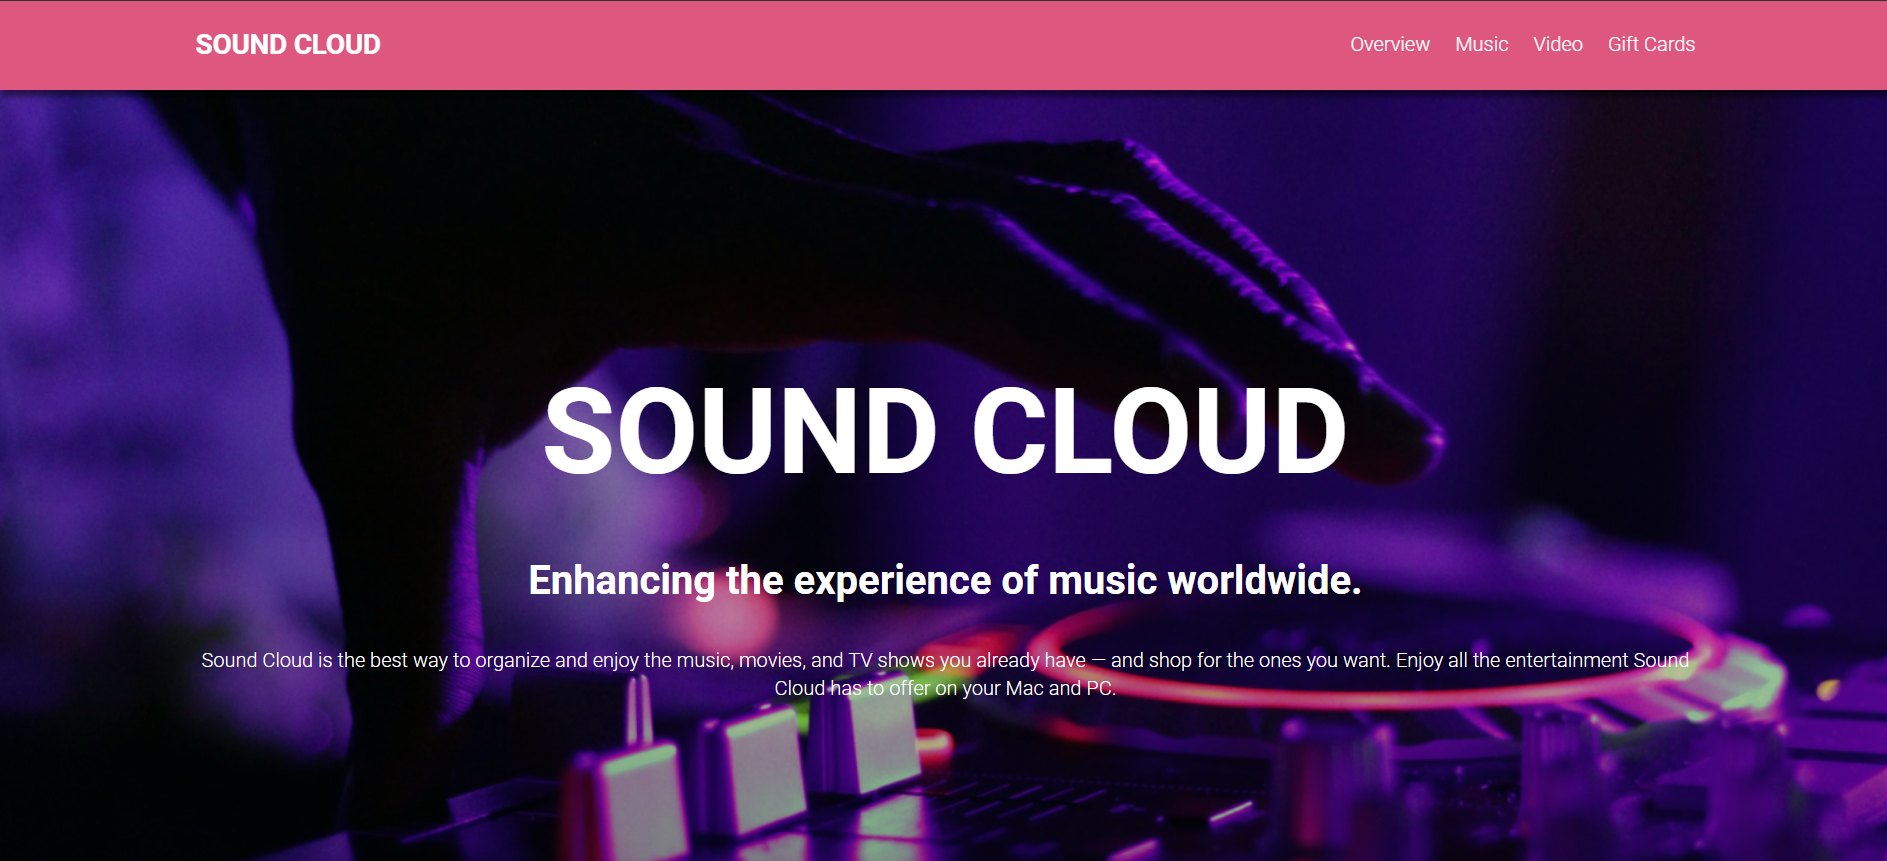 SOUND CLOUD
Overview Music Video Gift Cards
SOUND CLOUD
Enhancing the experience of music worldwide.
Sound Cloud is the best way to organize and enjoy the music, movies, and TV shows you already have — and shop for the ones you want. Enjoy all the entertainment Sound
Cloud has to offer on your Mac and PC.